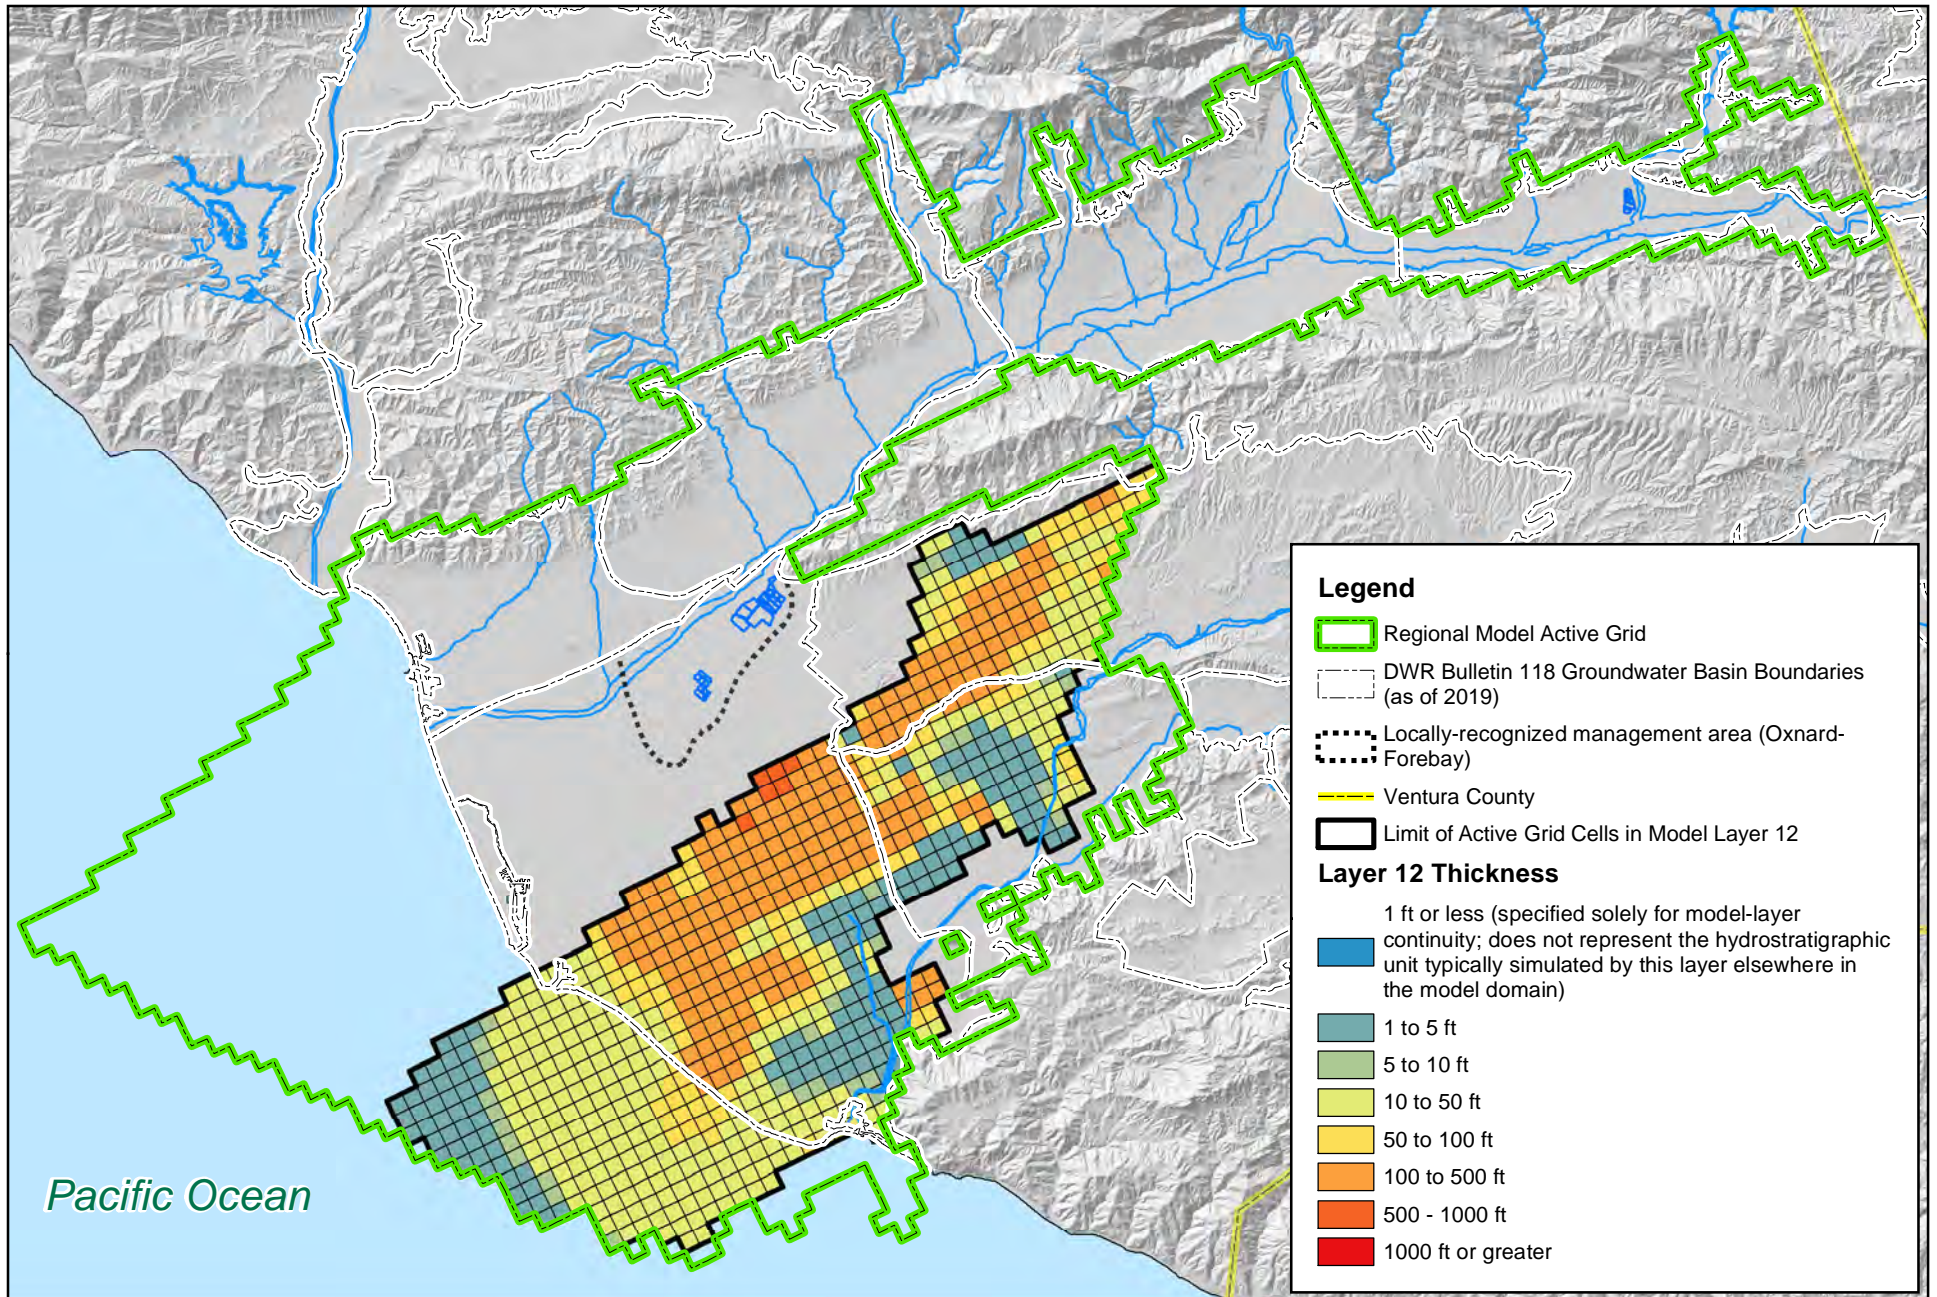 Pacific Ocean
Legend
Regional Model Active Grid
DWR Bulletin 118 Groundwater Basin Boundaries
(as of 2019)
Locally-recognized management area (Oxnard-
Forebay)
Ventura County
Limit of Active Grid Cells in Model Layer 12
Layer 12 Thickness
1 ft or less (specified solely for model-layer
continuity; does not represent the hydrostratigraphic
unit typically simulated by this layer elsewhere in
the model domain)
1 to 5 ft
5 to 10 ft
10 to 50 ft
50 to 100 ft
100 to 500 ft
500 - 1000 ft
1000 ft or greater